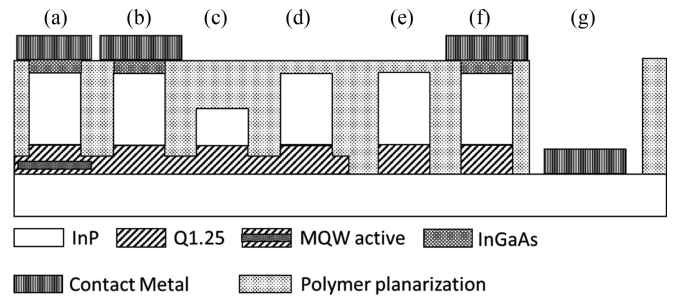 (a) (b) (c) (d) (e) (f) (g)
InP Q1.25 MQW active InGaAs
Contact Metal Polymer planarization